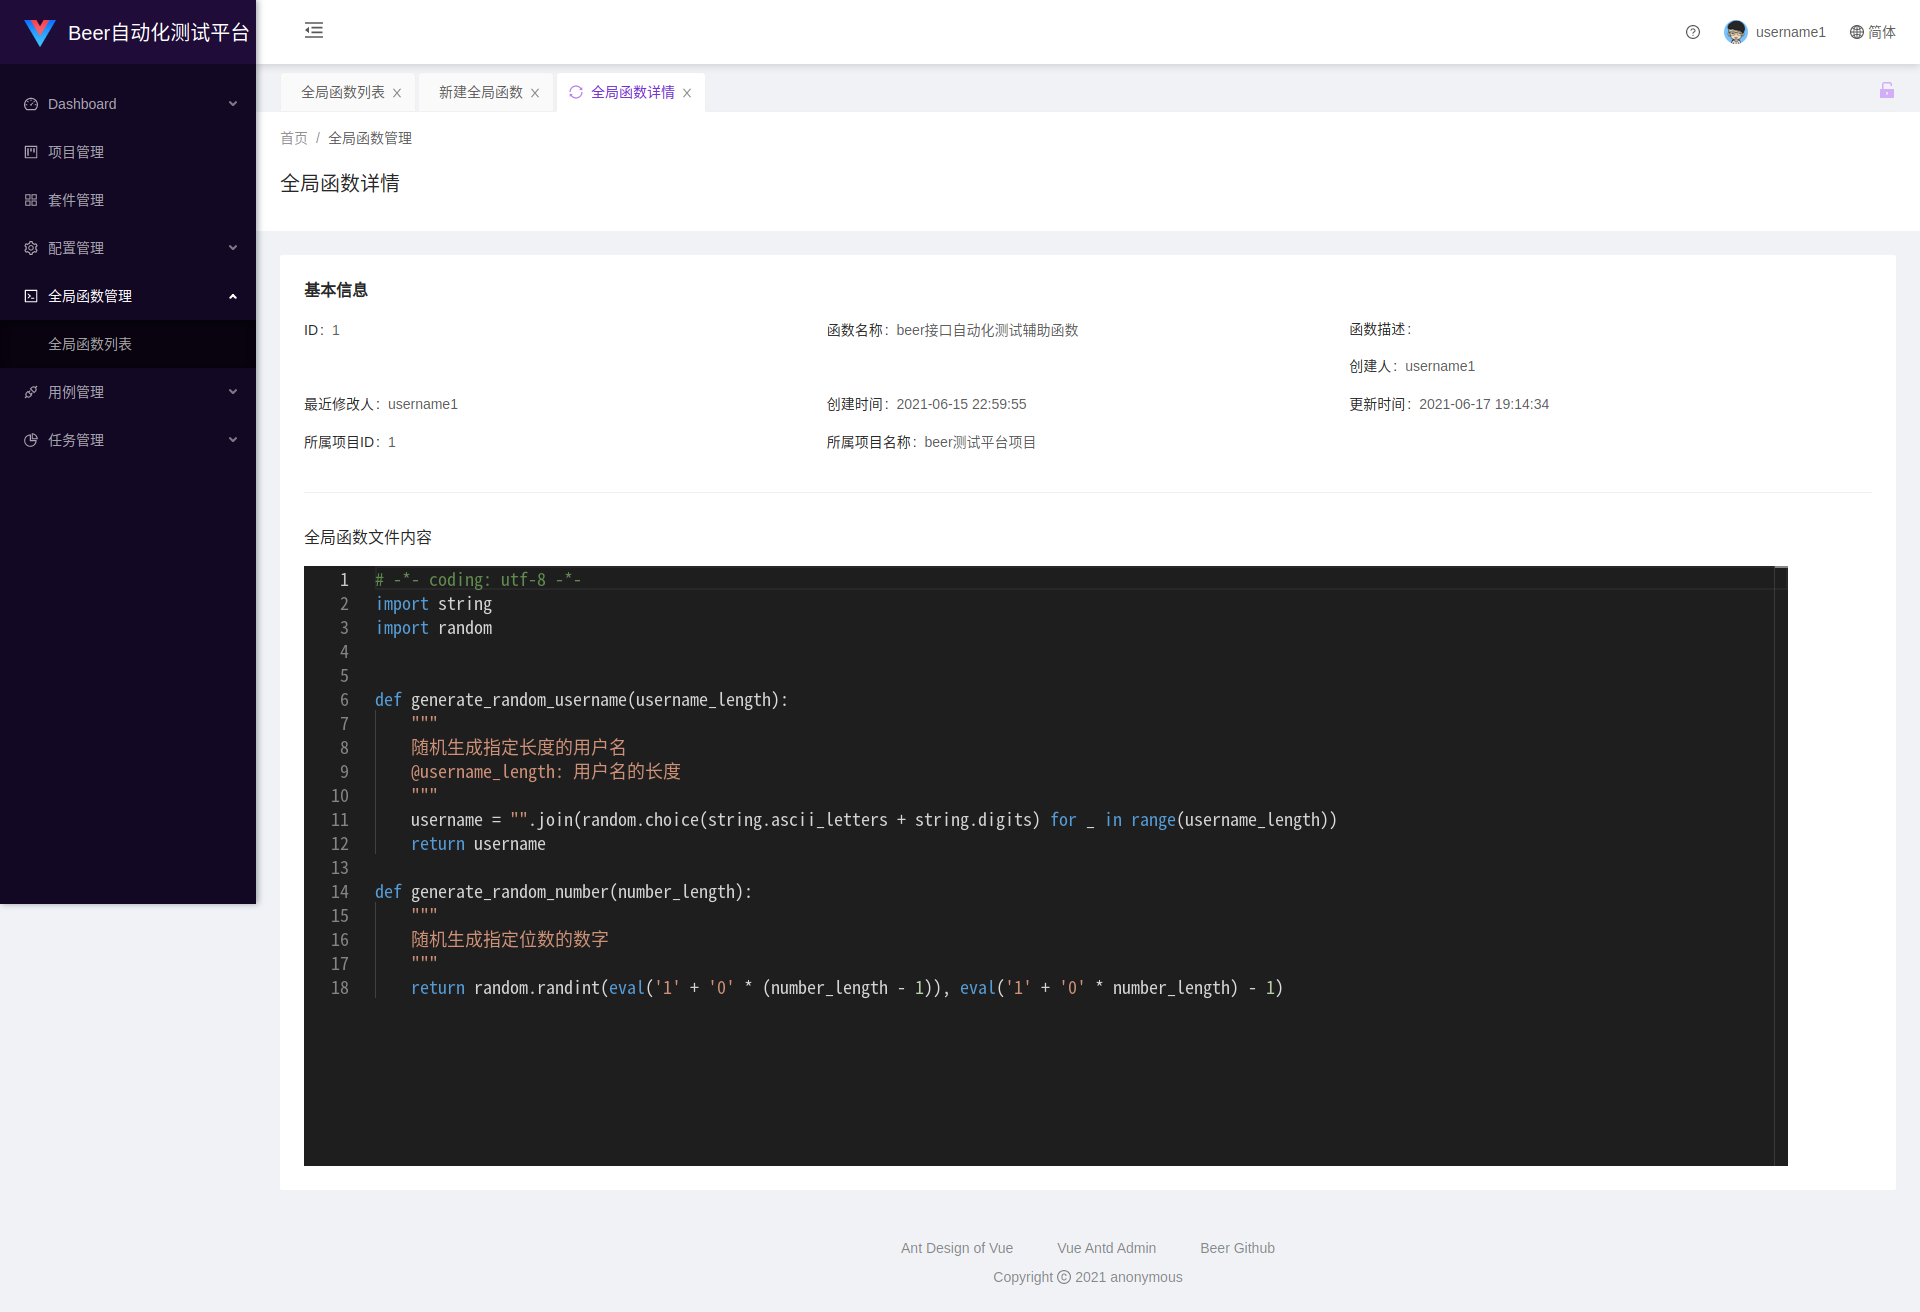 Beer自动化测试平台
username1
简体
Dashboard
项目管理
套件管理
配置管理
全局函数管理
全局函数列表
用例管理
任务管理
全局函数列表
新建全局函数
全局函数详情
首页 / 全局函数管理
全局函数详情
基本信息
ID: 1 函数名称: beer接口自动化测试辅助函数 函数描述:
创建人: username1
最近修改人: username1 创建时间: 2021-06-15 22:59:55 更新时间: 2021-06-17 19:14:34
所属项目ID: 1 所属项目名称: beer测试平台项目
全局函数文件内容
1 # -*- coding: utf-8 -*-
2 import string
3 import random
4
5
6 def generate_random_username(username_length):
7     """
8     随机生成指定长度的用户名
9     @username_length: 用户名的长度
10     """
11     username = "".join(random.choice(string.ascii_letters + string.digits) for _ in range(username_length))
12     return username
13
14 def generate_random_number(number_length):
15     """
16     随机生成指定位数的数字
17     """
18     return random.randint(eval('1' + '0' * (number_length - 1)), eval('1' + '0' * number_length) - 1)
Ant Design of Vue Vue Antd Admin Beer Github
Copyright © 2021 anonymous